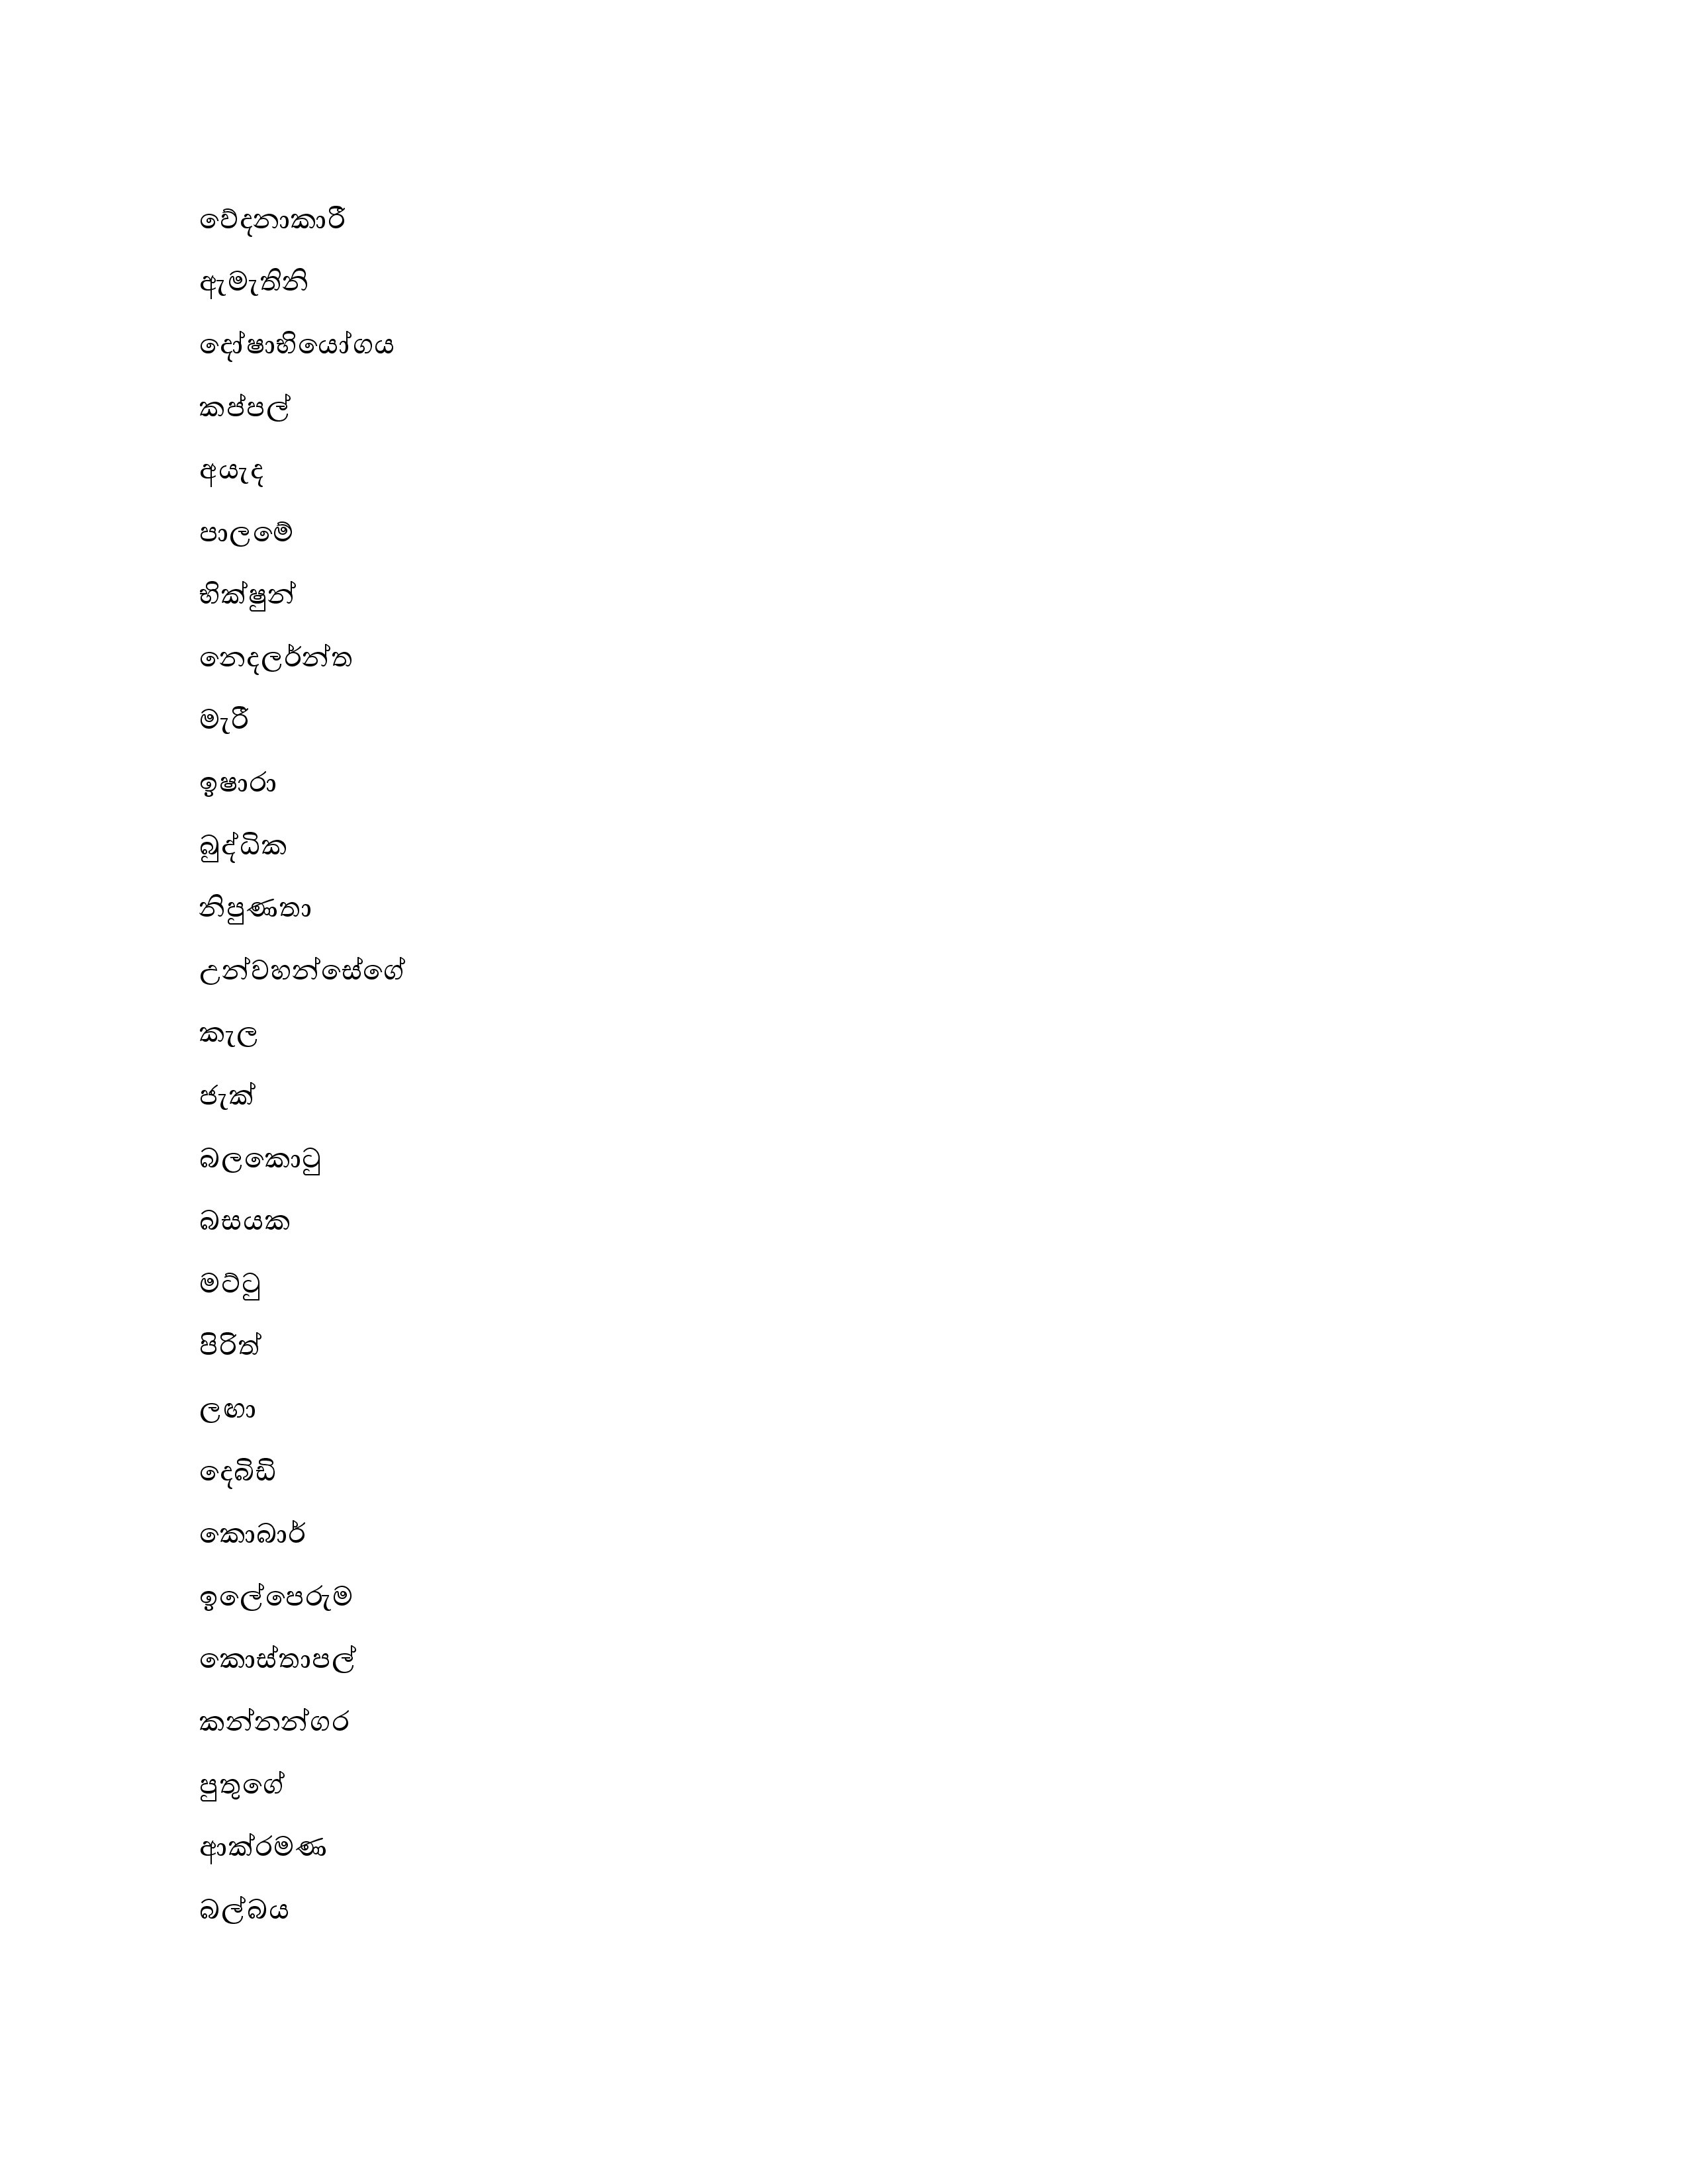 වේදනාකාරී
ඇමැතිනි
දෝෂාභියෝගය
කප්පල්
අයැද
පාලමේ
භික්ෂුන්
නෙදලර්න්ත
මැරී
ඉෂාරා
බුද්ධික
නිපුණතා
උන්වහන්සේගේ
කැල
ජැක්
බලකොටු
බසයක
මට්ටු
පිරිත්
ලඟා
දෙබිඩි
කොබාර්
ඉලේපෙරුම
කොස්තාපල්
කන්නන්ගර
පුතුගේ
ආක්රමණ
බල්බය